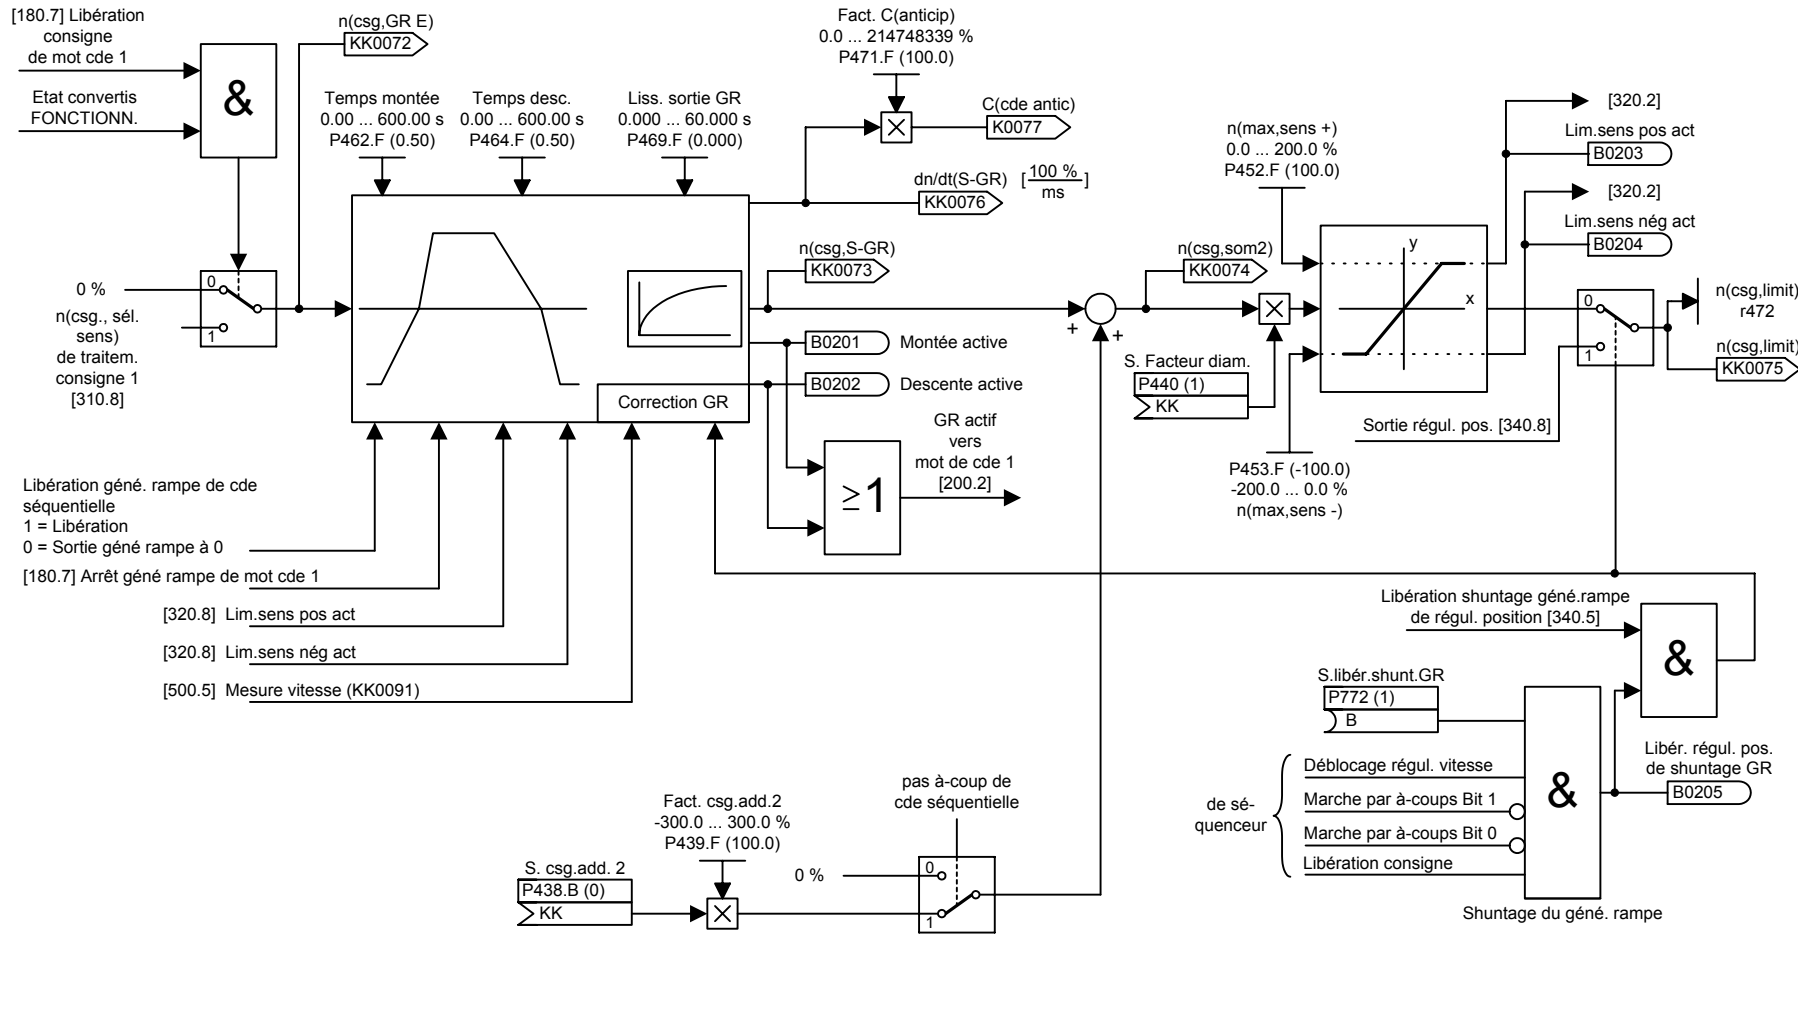 [180.7] Libération
consigne
de mot cde 1
Etat convertis
FONCTIONN.
&
n(csg,GR E)
KK0072
0 %
n(csg., sél.
sens)
de traitem.
consigne 1
[310.8]
0
1
Temps montée
0.00 ... 600.00 s
P462.F (0.50)
Temps desc.
0.00 ... 600.00 s
P464.F (0.50)
Liss. sortie GR
0.000 ... 60.000 s
P469.F (0.000)
Fact. C(anticip)
0.0 ... 214748339 %
P471.F (100.0)
C(cde antic)
K0077
dn/dt(S-GR)
[100 %
ms]
KK0076
n(csg,S-GR)
KK0073
B0201
Montée active
B0202
Descente active
Correction GR
GR actif
vers
mot de cde 1
[200.2]
≥1
n(csg,som2)
KK0074
+
+
S. Facteur diam.
P440 (1)
KK
n(max,sens +)
0.0 ... 200.0 %
P452.F (100.0)
y
x
P453.F (-100.0)
-200.0 ... 0.0 %
n(max,sens -)
[320.2]
Lim.sens pos act
B0203
[320.2]
Lim.sens nég act
B0204
0
1
n(csg,limit)
r472
n(csg,limit)
KK0075
Sortie régul. pos. [340.8]
Libération géné. rampe de cde
séquentielle
1 = Libération
0 = Sortie géné rampe à 0
[180.7] Arrêt géné rampe de mot cde 1
[320.8] Lim.sens pos act
[320.8] Lim.sens nég act
[500.5] Mesure vitesse (KK0091)
Libération shuntage géné.rampe
de régul. position [340.5]
&
S.libér.shunt.GR
P772 (1)
B
de sé-
quenceur
Déblocage régul. vitesse
Marche par à-coups Bit 1
Marche par à-coups Bit 0
Libération consigne
&
Libér. régul. pos.
de shuntage GR
B0205
Shuntage du géné. rampe
pas à-coup de
cde séquentielle
Fact. csg.add.2
-300.0 ... 300.0 %
P439.F (100.0)
S. csg.add. 2
P438.B (0)
KK
0 %
0
1